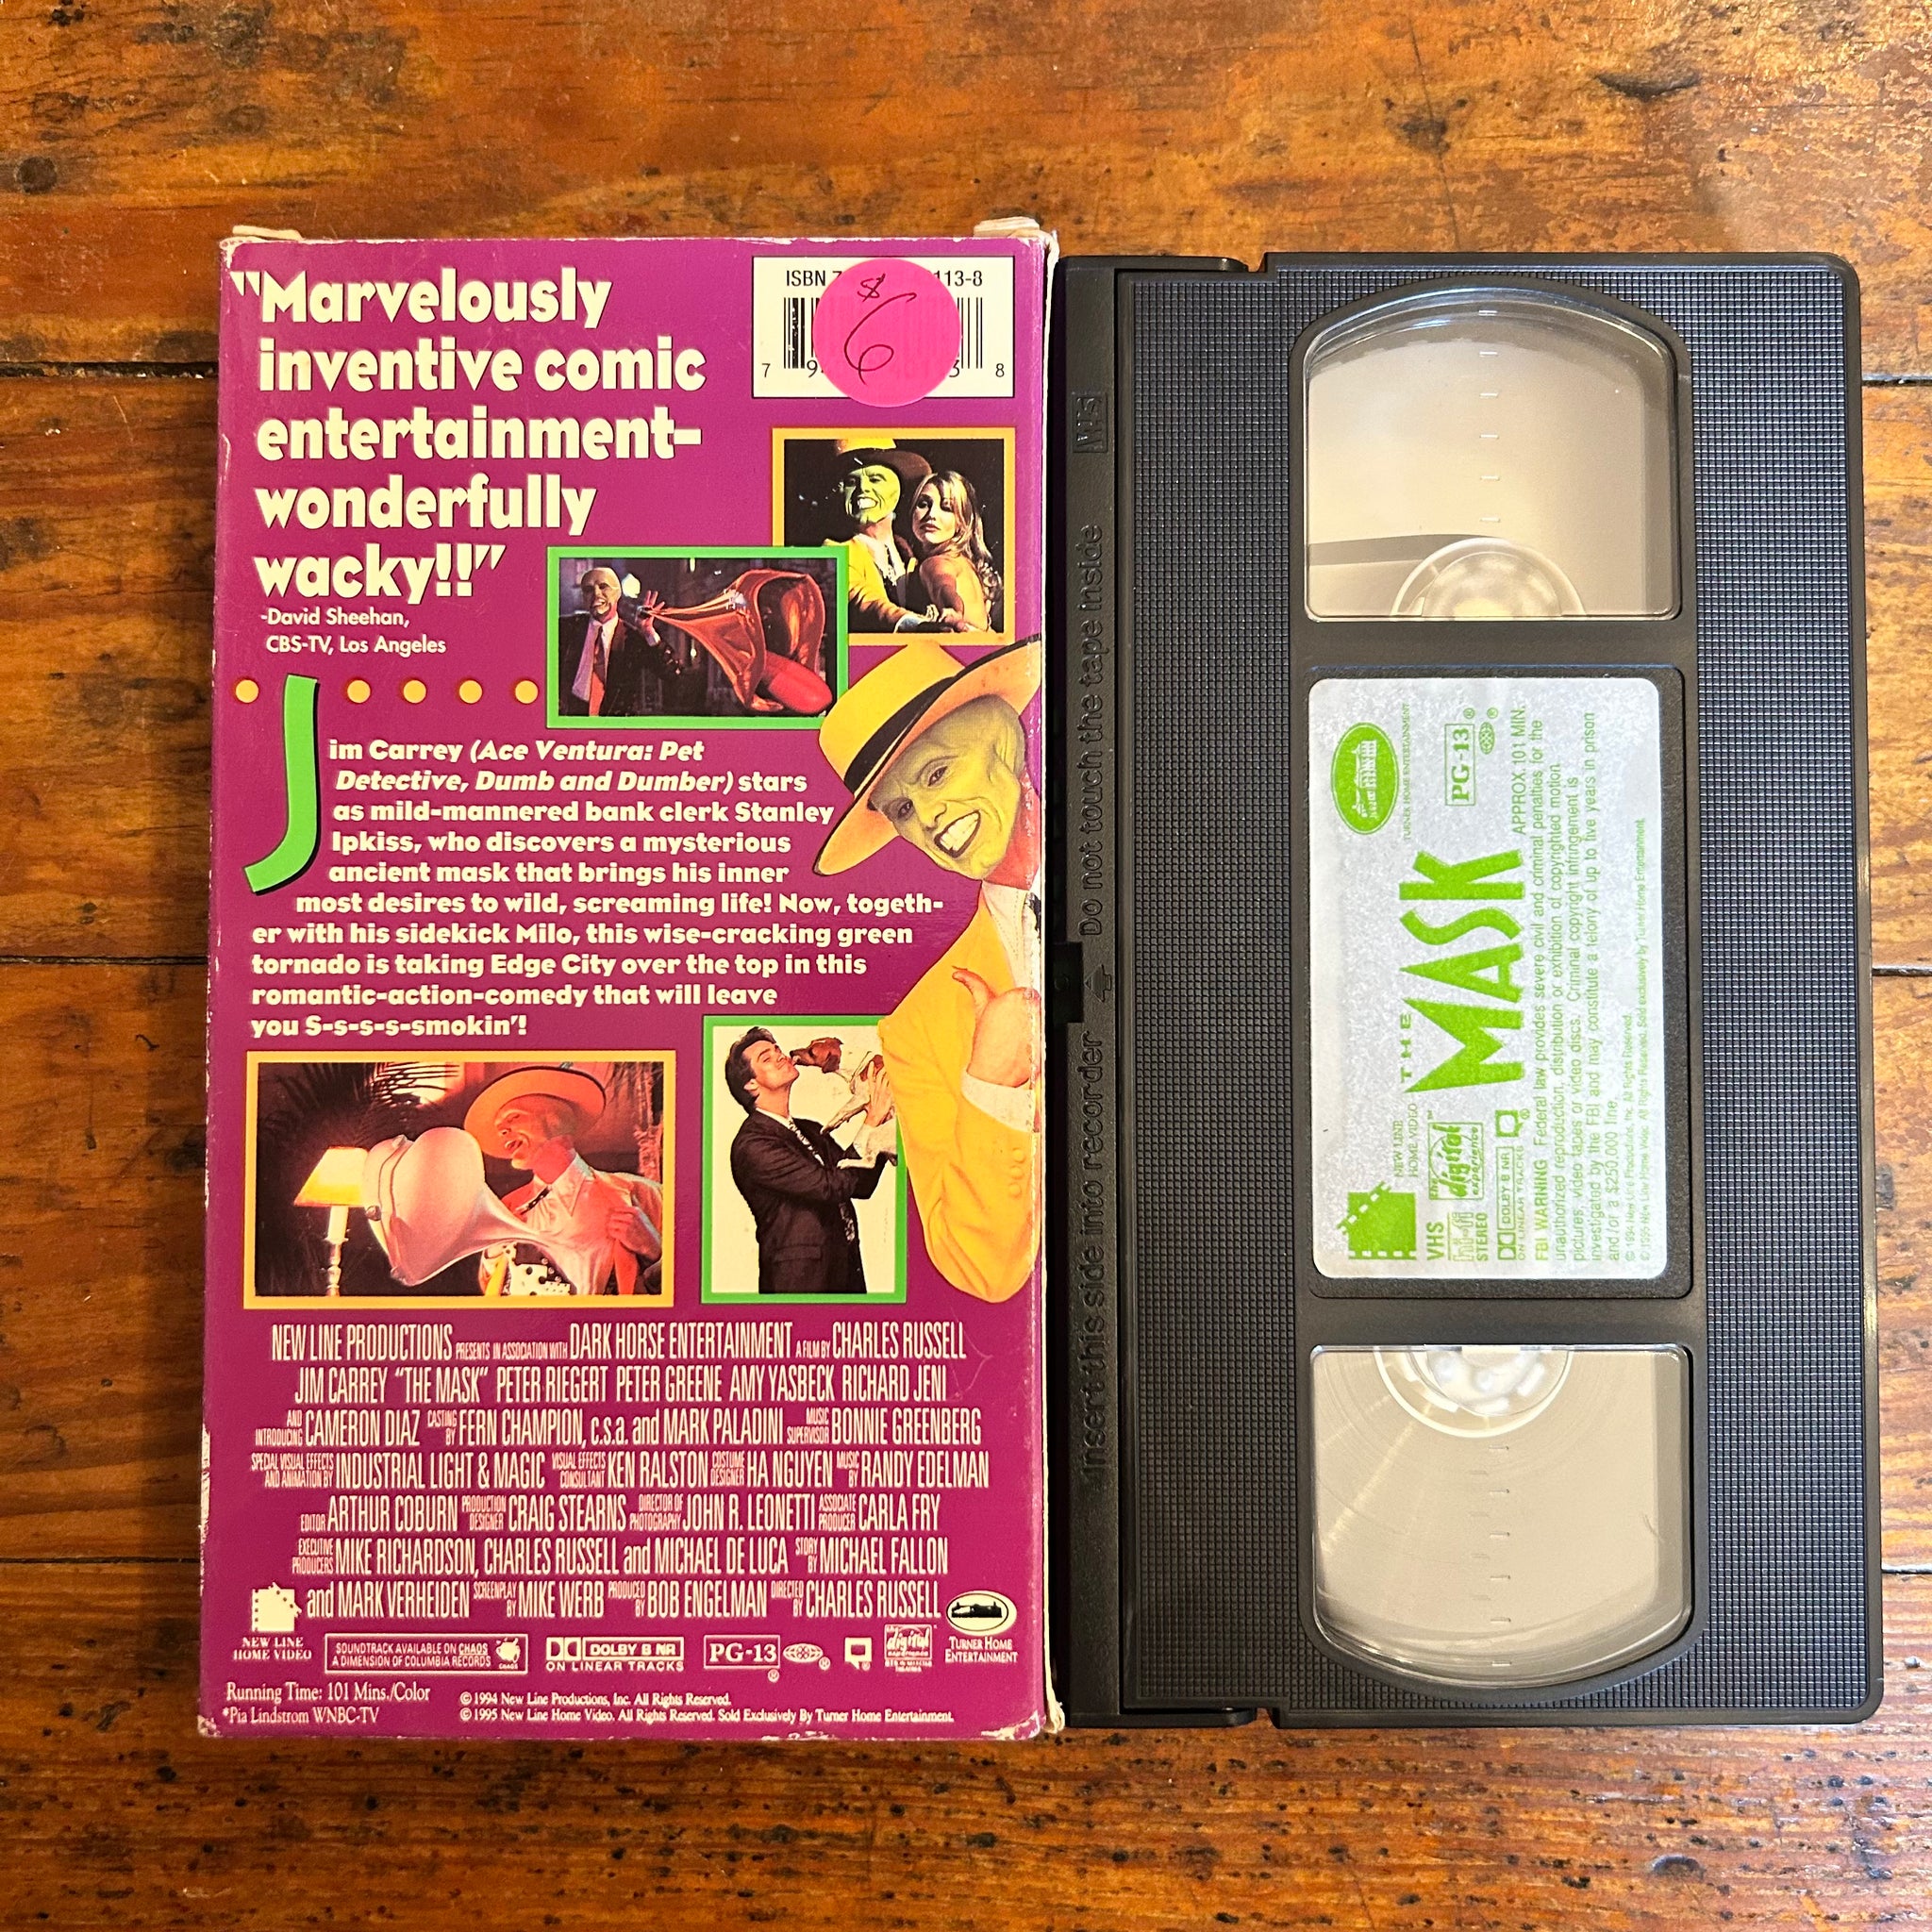 "Marvelously
inventive comic
entertainment-
wonderfully
wacky!!"
-David Sheehan,
CBS-TV, Los Angeles
ISBN 7 113-8
$6
7 9 3 8
Jim Carrey (Ace Ventura: Pet
Detective, Dumb and Dumber) stars
as mild-mannered bank clerk Stanley
Ipkiss, who discovers a mysterious
ancient mask that brings his inner
most desires to wild, screaming life! Now, togeth-
er with his sidekick Milo, this wise-cracking green
tornado is taking Edge City over the top in this
romantic-action-comedy that will leave
you S-s-s-s-smokin'!
NEW LINE PRODUCTIONS PRESENTS IN ASSOCIATION WITH DARK HORSE ENTERTAINMENT A FILM BY CHARLES RUSSELL
JIM CARREY "THE MASK" PETER RIEGERT PETER GREENE AMY YASBECK RICHARD JENI
AND INTRODUCING CAMERON DIAZ CASTING BY FERN CHAMPION, c.s.a. and MARK PALADINI MUSIC SUPERVISOR BONNIE GREENBERG
SPECIAL VISUAL EFFECTS AND ANIMATION BY INDUSTRIAL LIGHT & MAGIC VISUAL EFFECTS CONSULTANT KEN RALSTON COSTUME DESIGNER HA NGUYEN MUSIC BY RANDY EDELMAN
EDITOR ARTHUR COBURN PRODUCTION DESIGNER CRAIG STEARNS DIRECTOR OF PHOTOGRAPHY JOHN R. LEONETTI ASSOCIATE PRODUCER CARLA FRY
EXECUTIVE PRODUCERS MIKE RICHARDSON, CHARLES RUSSELL and MICHAEL DE LUCA STORY BY MICHAEL FALLON
and MARK VERHEIDEN SCREENPLAY BY MIKE WERB PRODUCED BY BOB ENGELMAN DIRECTED BY CHARLES RUSSELL
NEW LINE
HOME VIDEO
SOUNDTRACK AVAILABLE ON CHAOS
A DIMENSION OF COLUMBIA RECORDS
CHAOS
DOLBY B NR
ON LINEAR TRACKS
PG-13 ®
®
the digital experience
TURNER HOME
ENTERTAINMENT
Running Time: 101 Mins./Color
*Pia Lindstrom WNBC-TV
© 1994 New Line Productions, Inc. All Rights Reserved.
© 1995 New Line Home Video. All Rights Reserved. Sold Exclusively By Turner Home Entertainment.
Insert this side into recorder
Do not touch the tape inside
NEW LINE
HOME VIDEO
TURNER HOME ENTERTAINMENT
THE
MASK
VHS
hi-fi
STEREO
the digital experience ™
DOLBY B NR
ON LINEAR TRACKS
PG-13 ®
®
APPROX. 101 MIN.
FBI WARNING Federal law provides severe civil and criminal penalties for the
unauthorized reproduction, distribution or exhibition of copyrighted motion
pictures, video tapes or video discs. Criminal copyright infringement is
investigated by the FBI and may constitute a felony of up to five years in prison
and/or a $250,000 fine.
© 1994 New Line Productions, Inc. All Rights Reserved.
© 1995 New Line Home Video. All Rights Reserved. Sold exclusively by Turner Home Entertainment.